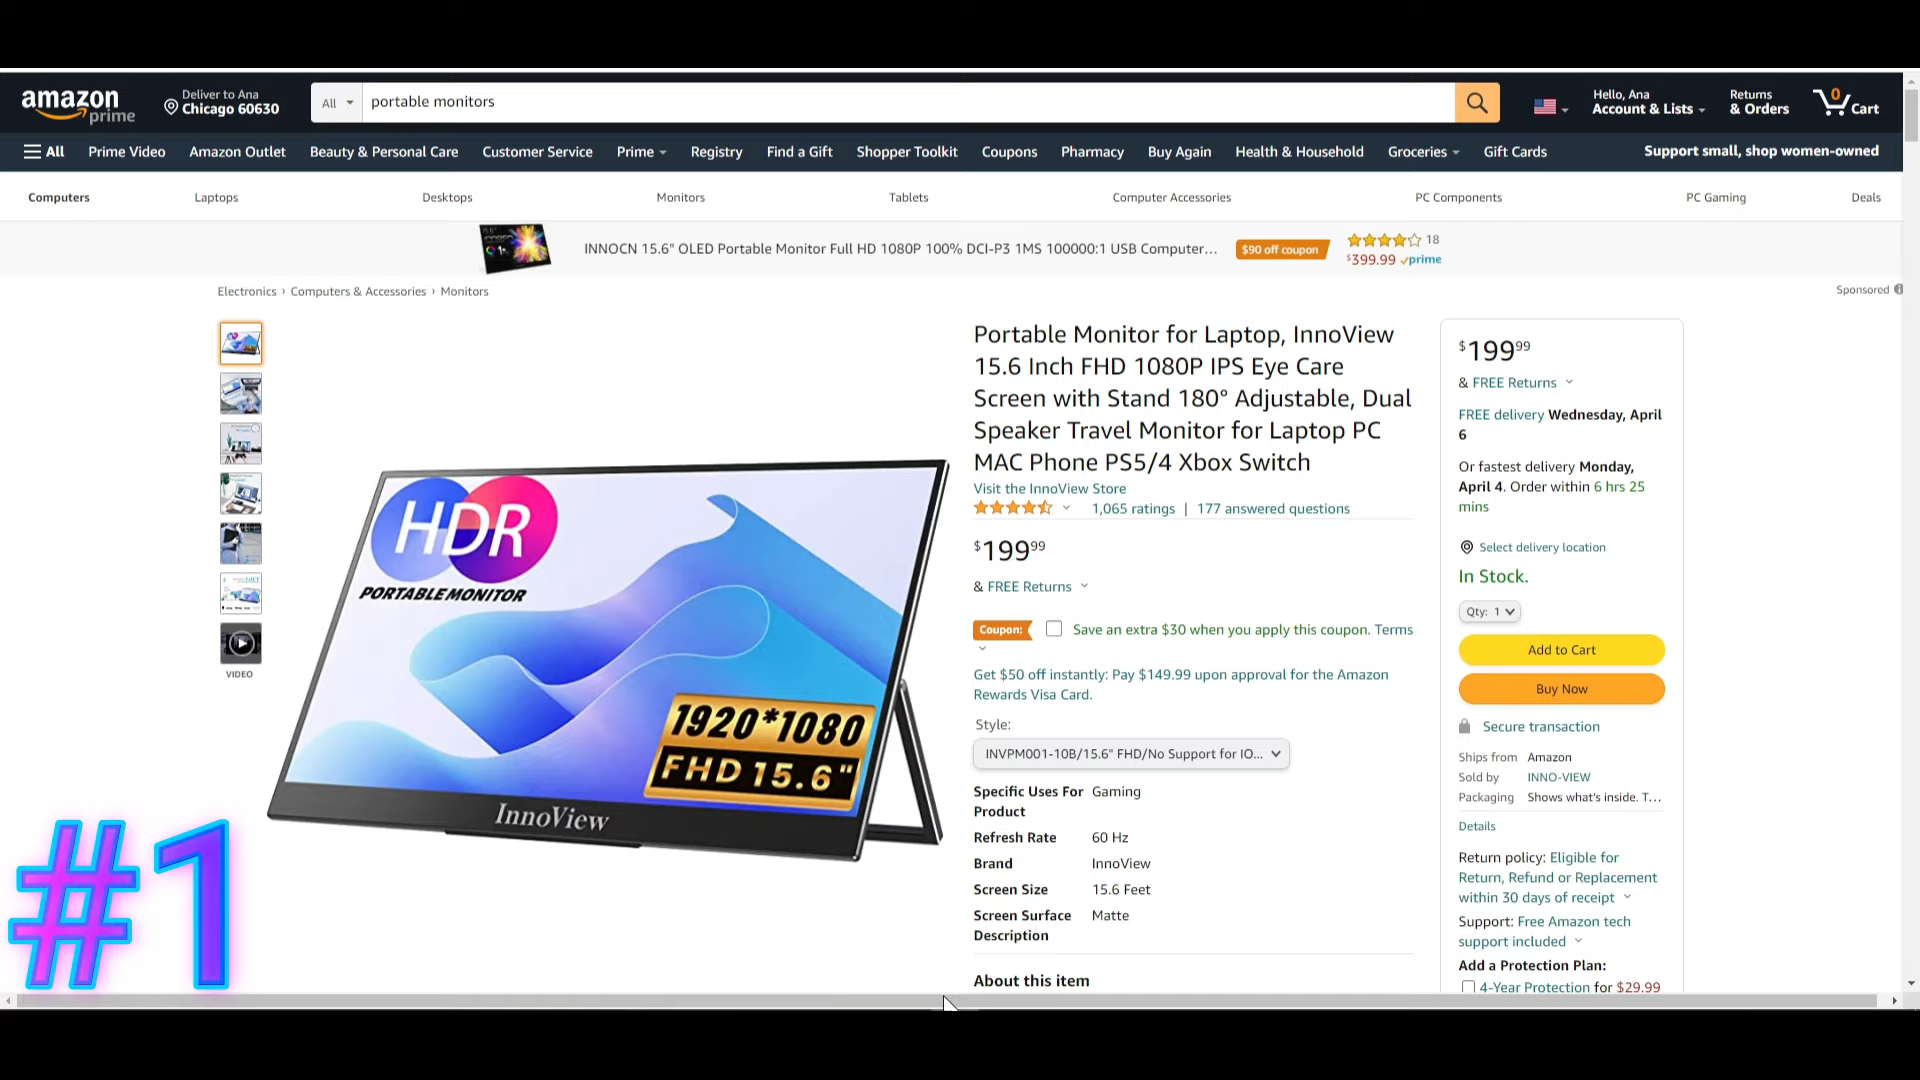 amazon
prime
Deliver to Ana
Chicago 60630
All
portable monitors
Hello, Ana
Account & Lists
Returns
& Orders
0
Cart
All
Prime Video
Amazon Outlet
Beauty & Personal Care
Customer Service
Prime
Registry
Find a Gift
Shopper Toolkit
Coupons
Pharmacy
Buy Again
Health & Household
Groceries
Gift Cards
Support small, shop women-owned
Computers
Laptops
Desktops
Monitors
Tablets
Computer Accessories
PC Components
PC Gaming
Deals
INNOCN 15.6" OLED Portable Monitor Full HD 1080P 100% DCI-P3 1MS 100000:1 USB Computer...
$90 off coupon
18
$399.99 prime
Electronics › Computers & Accessories › Monitors
Sponsored
VIDEO
HDR
PORTABLE MONITOR
1920*1080
FHD 15.6"
InnoView
#1
Portable Monitor for Laptop, InnoView
15.6 Inch FHD 1080P IPS Eye Care
Screen with Stand 180° Adjustable, Dual
Speaker Travel Monitor for Laptop PC
MAC Phone PS5/4 Xbox Switch
Visit the InnoView Store
1,065 ratings | 177 answered questions
$19999
& FREE Returns
Coupon:
Save an extra $30 when you apply this coupon. Terms
Get $50 off instantly: Pay $149.99 upon approval for the Amazon
Rewards Visa Card.
Style:
INVPM001-10B/15.6" FHD/No Support for IO...
Specific Uses For Gaming
Product
Refresh Rate 60 Hz
Brand InnoView
Screen Size 15.6 Feet
Screen Surface Matte
Description
About this item
$19999
& FREE Returns
FREE delivery Wednesday, April
6
Or fastest delivery Monday,
April 4. Order within 6 hrs 25
mins
Select delivery location
In Stock.
Qty: 1
Add to Cart
Buy Now
Secure transaction
Ships from Amazon
Sold by INNO-VIEW
Packaging Shows what's inside. T...
Details
Return policy: Eligible for
Return, Refund or Replacement
within 30 days of receipt
Support: Free Amazon tech
support included
Add a Protection Plan:
4-Year Protection for $29.99